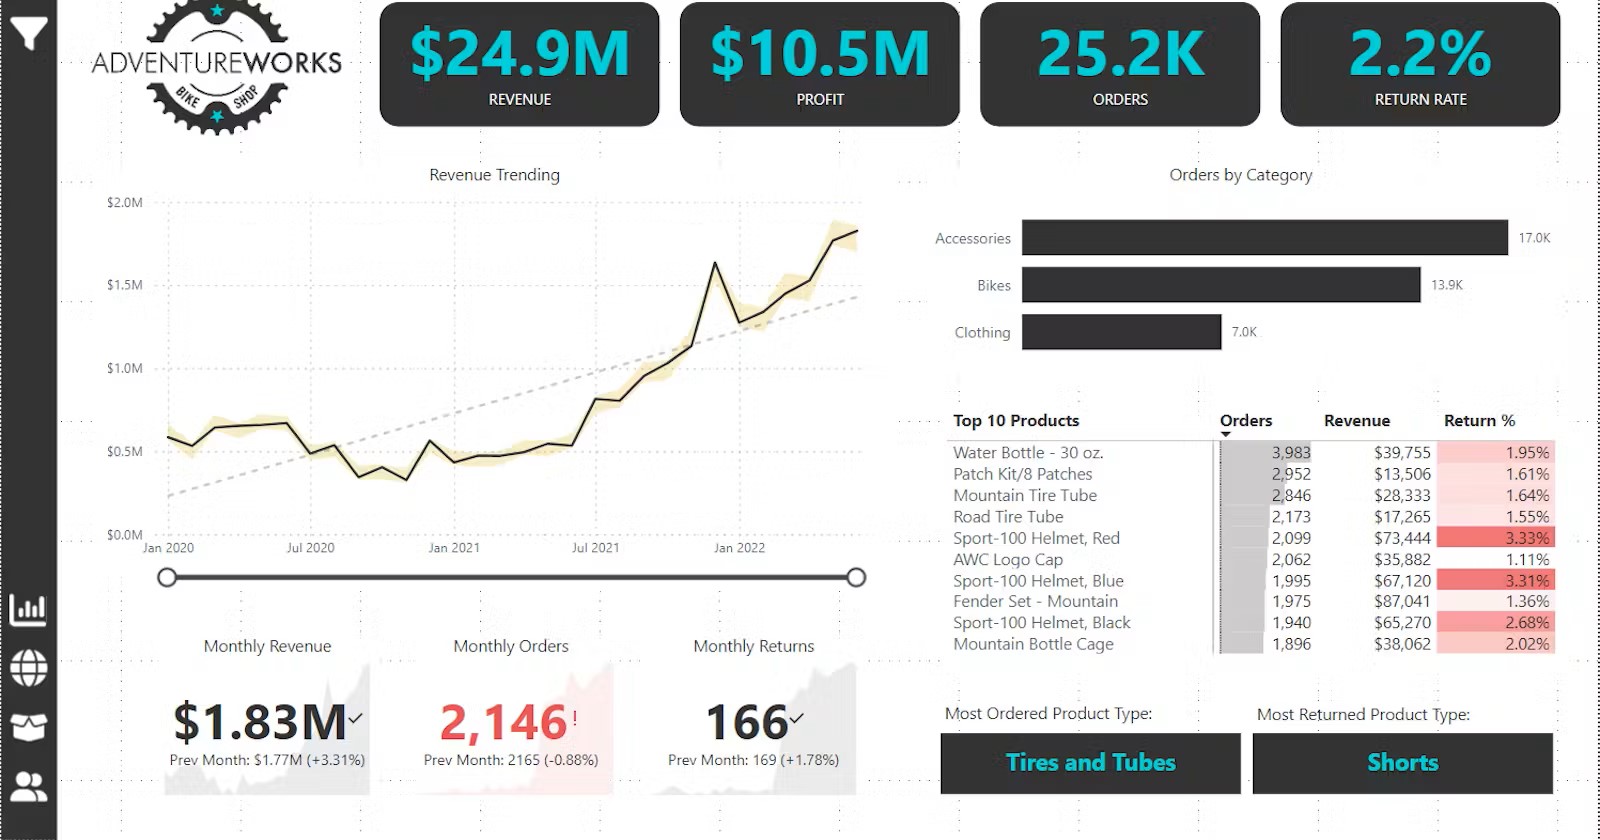 ADVENTUREWORKS
BIKE SHOP
$24.9M
REVENUE
$10.5M
PROFIT
25.2K
ORDERS
2.2%
RETURN RATE
Revenue Trending
$2.0M
$1.5M
$1.0M
$0.5M
$0.0M
Jan 2020 Jul 2020 Jan 2021 Jul 2021 Jan 2022
Orders by Category
Accessories 17.0K
Bikes 13.9K
Clothing 7.0K
Top 10 Products Orders Revenue Return %
Water Bottle - 30 oz. 3,983 $39,755 1.95%
Patch Kit/8 Patches 2,952 $13,506 1.61%
Mountain Tire Tube 2,846 $28,333 1.64%
Road Tire Tube 2,173 $17,265 1.55%
Sport-100 Helmet, Red 2,099 $73,444 3.33%
AWC Logo Cap 2,062 $35,882 1.11%
Sport-100 Helmet, Blue 1,995 $67,120 3.31%
Fender Set - Mountain 1,975 $87,041 1.36%
Sport-100 Helmet, Black 1,940 $65,270 2.68%
Mountain Bottle Cage 1,896 $38,062 2.02%
Monthly Revenue
$1.83M
Prev Month: $1.77M (+3.31%)
Monthly Orders
2,146!
Prev Month: 2165 (-0.88%)
Monthly Returns
166
Prev Month: 169 (+1.78%)
Most Ordered Product Type:
Tires and Tubes
Most Returned Product Type:
Shorts